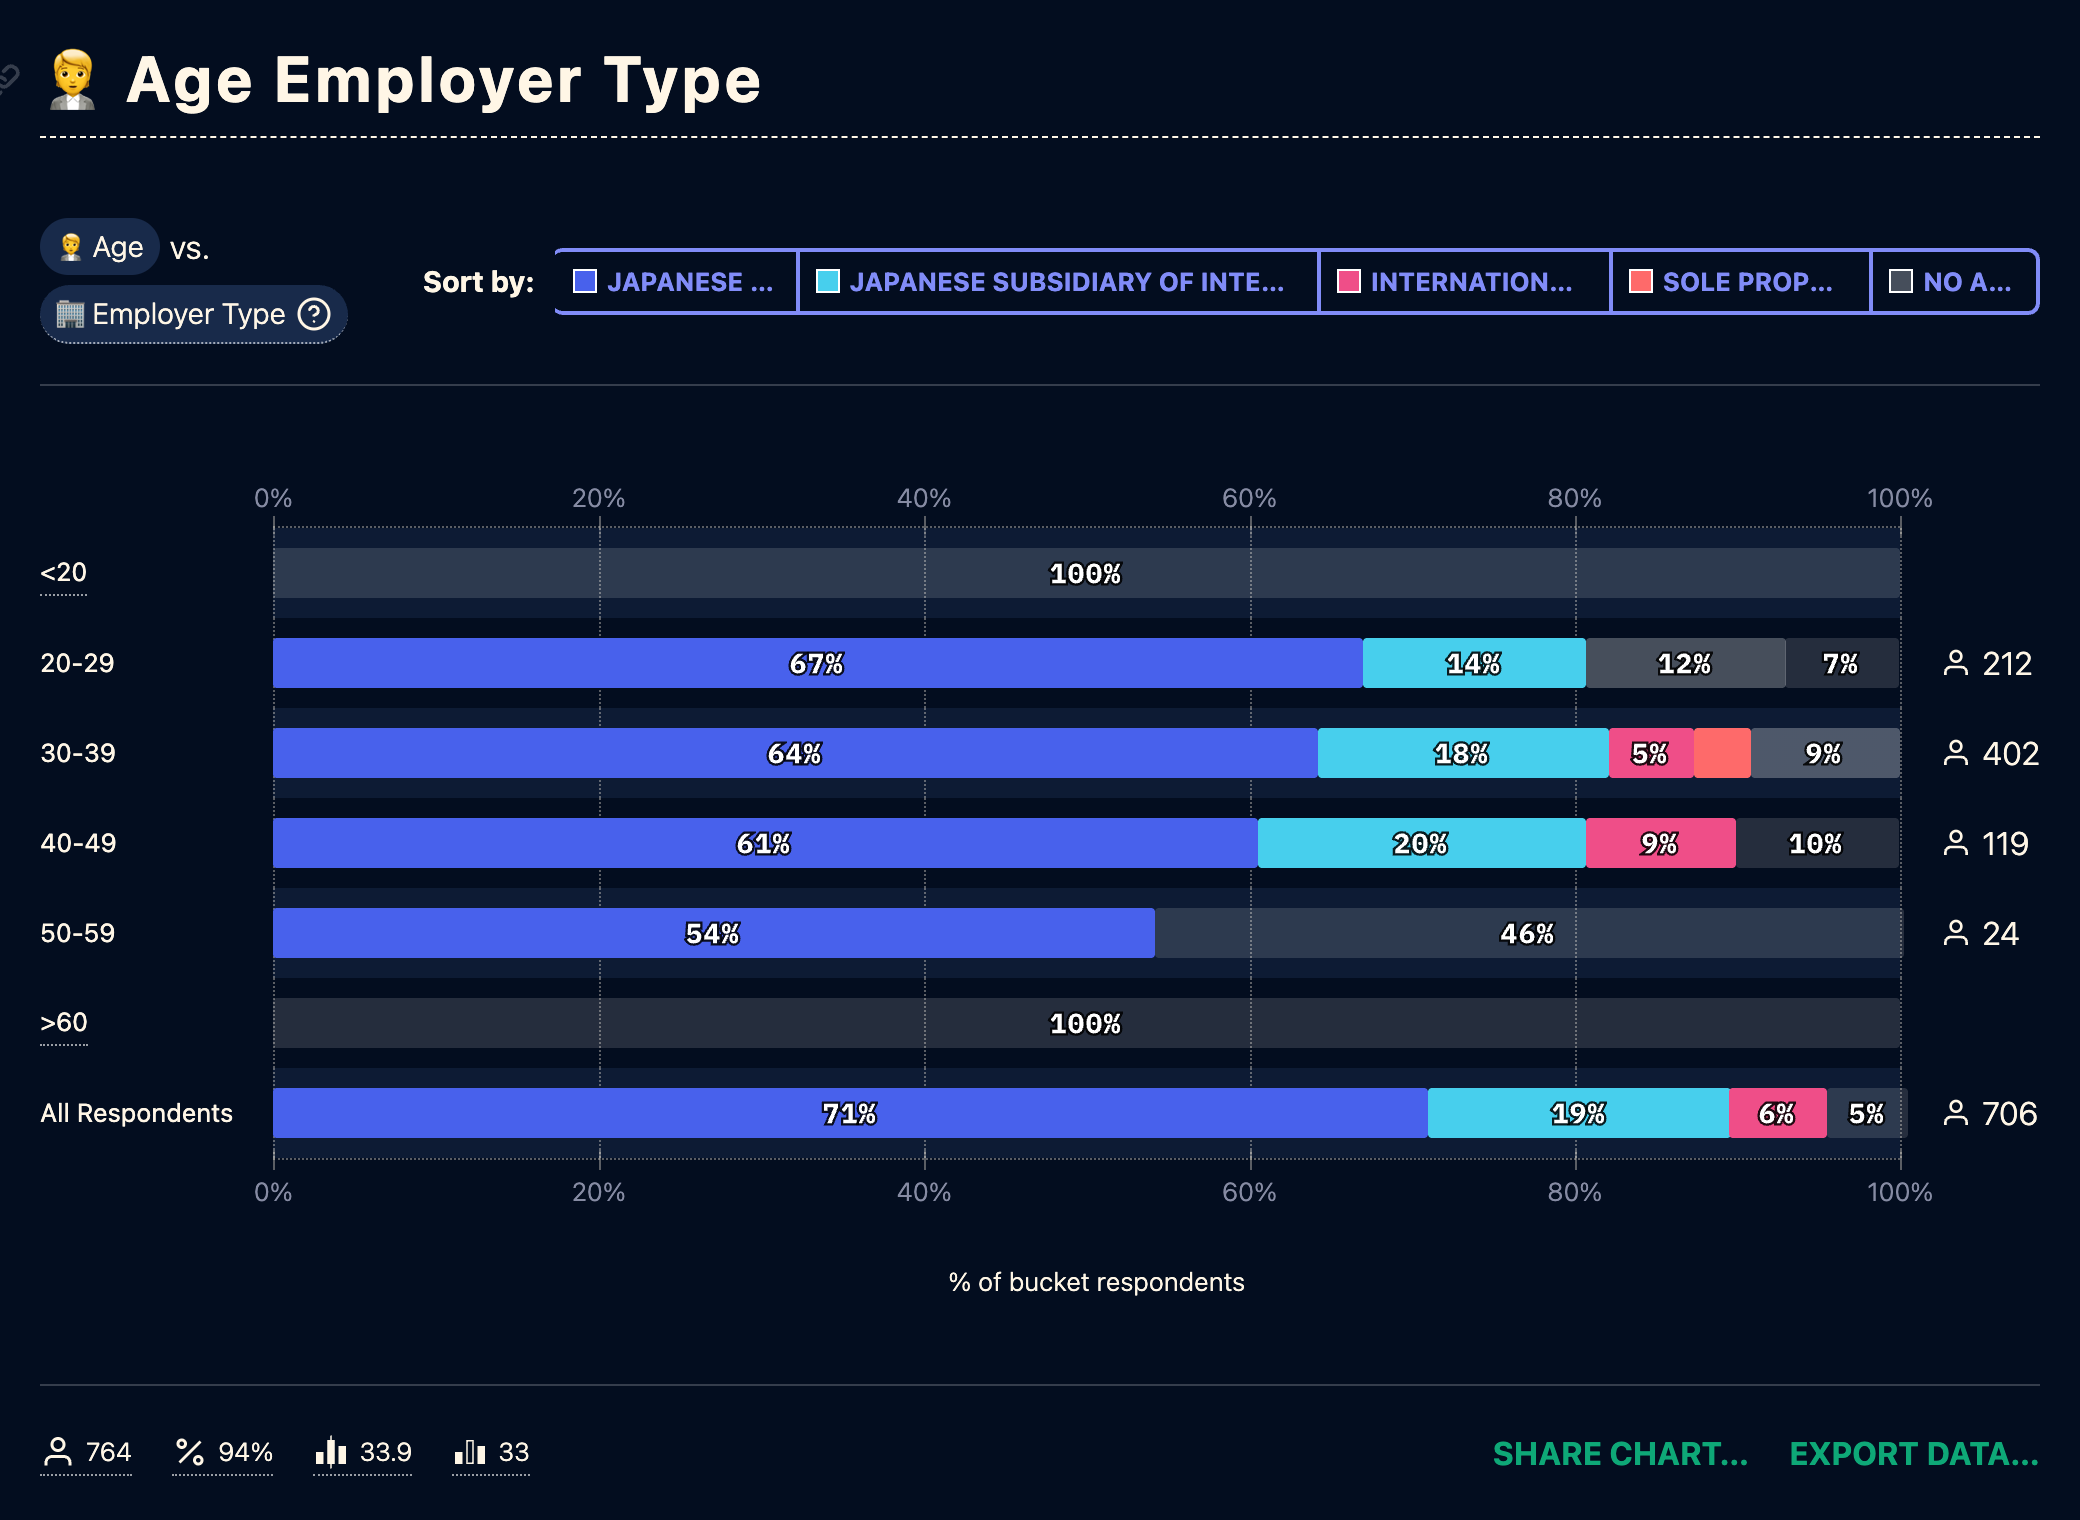 Age Employer Type
Age vs.
Employer Type ?
Sort by: JAPANESE ... JAPANESE SUBSIDIARY OF INTE... INTERNATION... SOLE PROP... NO A...
0% 20% 40% 60% 80% 100%
<20 100%
20-29 67% 14% 12% 7% 212
30-39 64% 18% 5% 9% 402
40-49 61% 20% 9% 10% 119
50-59 54% 46% 24
>60 100%
All Respondents 71% 19% 6% 5% 706
0% 20% 40% 60% 80% 100%
% of bucket respondents
764 94% 33.9 33 SHARE CHART... EXPORT DATA...